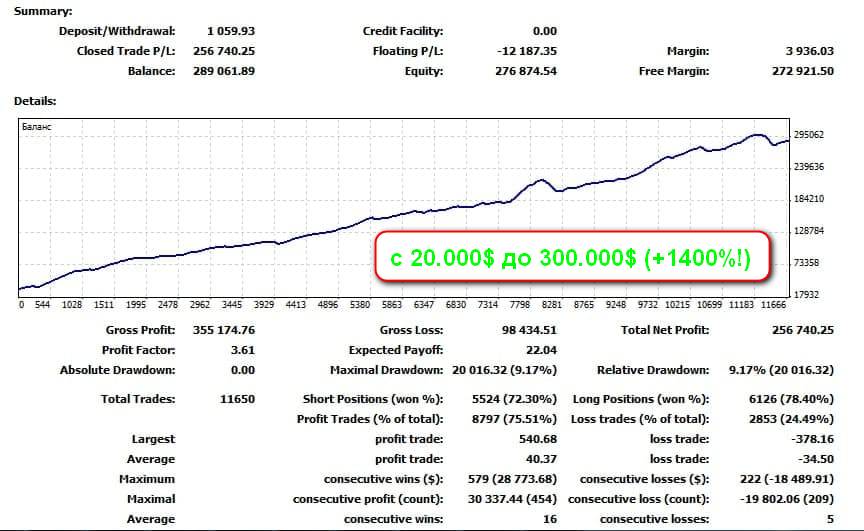 Summary:
Deposit/Withdrawal: 1 059.93 Credit Facility: 0.00
Closed Trade P/L: 256 740.25 Floating P/L: -12 187.35 Margin: 3 936.03
Balance: 289 061.89 Equity: 276 874.54 Free Margin: 272 921.50
Details:
Баланс
295062
239636
184210
128784
с 20.000$ до 300.000$ (+1400%!)
73358
17932
0 544 1028 1511 1995 2478 2962 3445 3929 4413 4896 5380 5863 6347 6830 7314 7798 8281 8765 9248 9732 10215 10699 11183 11666
Gross Profit: 355 174.76 Gross Loss: 98 434.51 Total Net Profit: 256 740.25
Profit Factor: 3.61 Expected Payoff: 22.04
Absolute Drawdown: 0.00 Maximal Drawdown: 20 016.32 (9.17%) Relative Drawdown: 9.17% (20 016.32)
Total Trades: 11650 Short Positions (won %): 5524 (72.30%) Long Positions (won %): 6126 (78.40%)
Profit Trades (% of total): 8797 (75.51%) Loss trades (% of total): 2853 (24.49%)
Largest profit trade: 540.68 loss trade: -378.16
Average profit trade: 40.37 loss trade: -34.50
Maximum consecutive wins ($): 579 (28 773.68) consecutive losses ($): 222 (-18 489.91)
Maximal consecutive profit (count): 30 337.44 (454) consecutive loss (count): -19 802.06 (209)
Average consecutive wins: 16 consecutive losses: 5